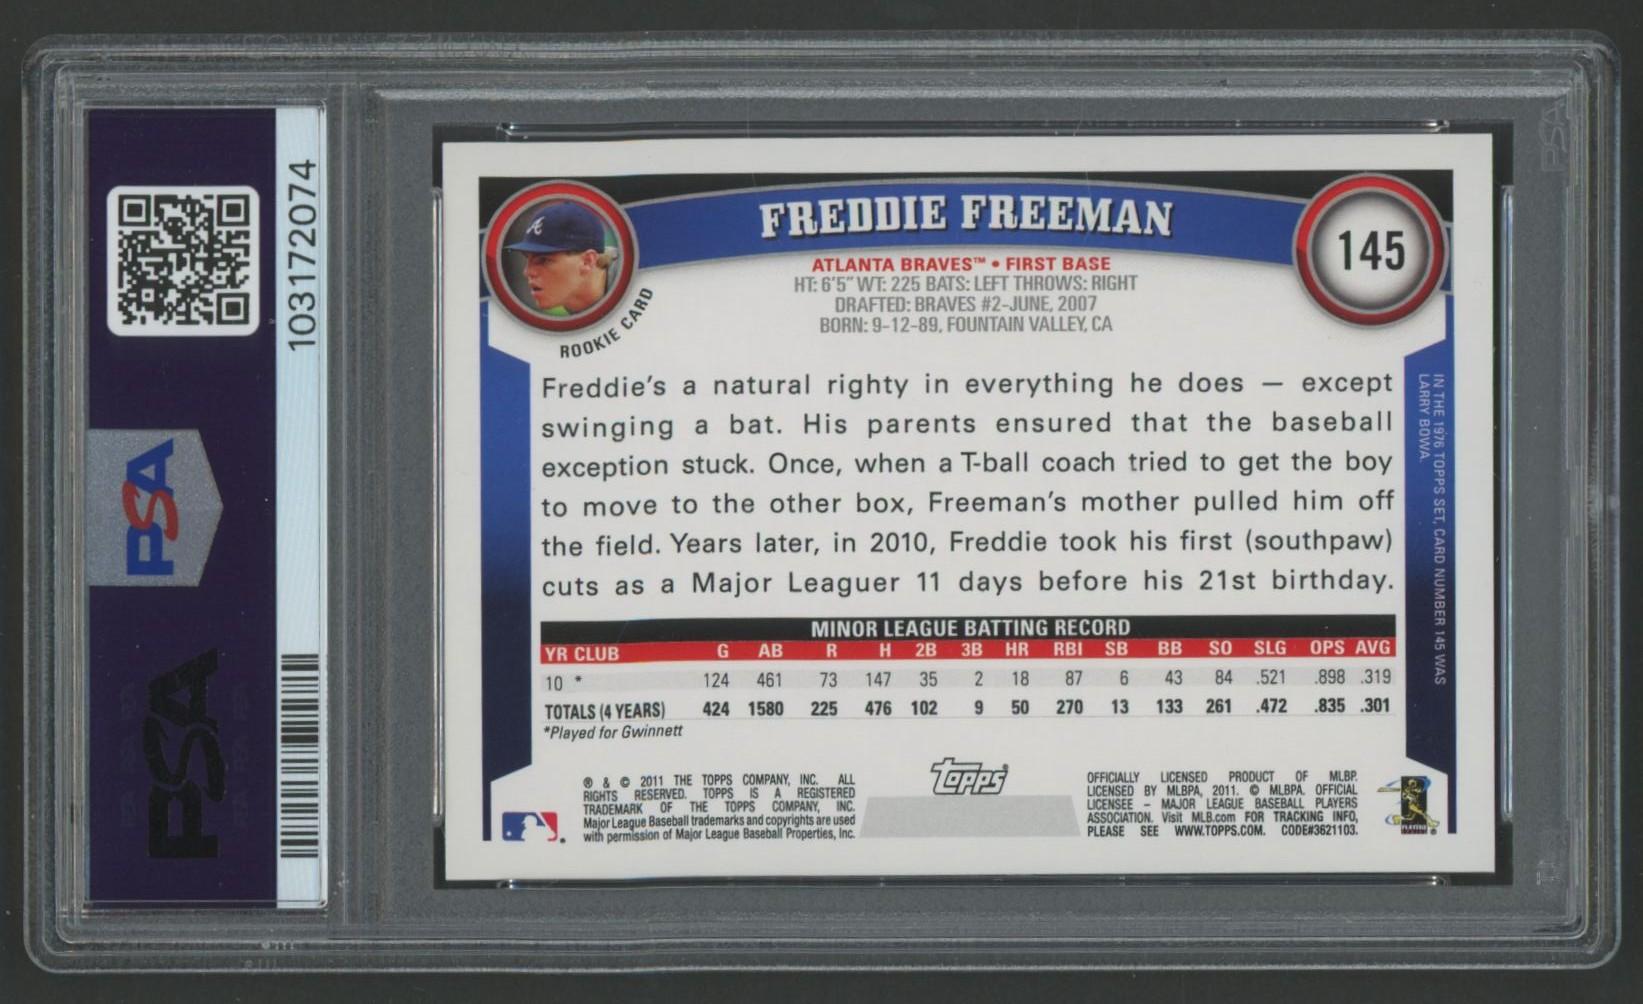 103172074
PSA
PSA
PSA
FREDDIE FREEMAN
145
ROOKIE CARD
ATLANTA BRAVES™ • FIRST BASE
HT: 6'5" WT: 225 BATS: LEFT THROWS: RIGHT
DRAFTED: BRAVES #2-JUNE, 2007
BORN: 9-12-89, FOUNTAIN VALLEY, CA
Freddie's a natural righty in everything he does — except
swinging a bat. His parents ensured that the baseball
exception stuck. Once, when a T-ball coach tried to get the boy
to move to the other box, Freeman's mother pulled him off
the field. Years later, in 2010, Freddie took his first (southpaw)
cuts as a Major Leaguer 11 days before his 21st birthday.
IN THE 1976 TOPPS SET, CARD NUMBER 145 WAS
LARRY BOWA.
MINOR LEAGUE BATTING RECORD
YR CLUB G AB R H 2B 3B HR RBI SB BB SO SLG OPS AVG
10 * 124 461 73 147 35 2 18 87 6 43 84 .521 .898 .319
TOTALS (4 YEARS) 424 1580 225 476 102 9 50 270 13 133 261 .472 .835 .301
*Played for Gwinnett
® & © 2011 THE TOPPS COMPANY, INC. ALL
RIGHTS RESERVED. TOPPS IS A REGISTERED
TRADEMARK OF THE TOPPS COMPANY, INC.
Major League Baseball trademarks and copyrights are used
with permission of Major League Baseball Properties, Inc.
Topps®
OFFICIALLY LICENSED PRODUCT OF MLBP.
LICENSED BY MLBPA, 2011. © MLBPA. OFFICIAL
LICENSEE – MAJOR LEAGUE BASEBALL PLAYERS
ASSOCIATION. Visit MLB.com FOR TRACKING INFO,
PLEASE SEE WWW.TOPPS.COM. CODE#3621103.
PLAYERS